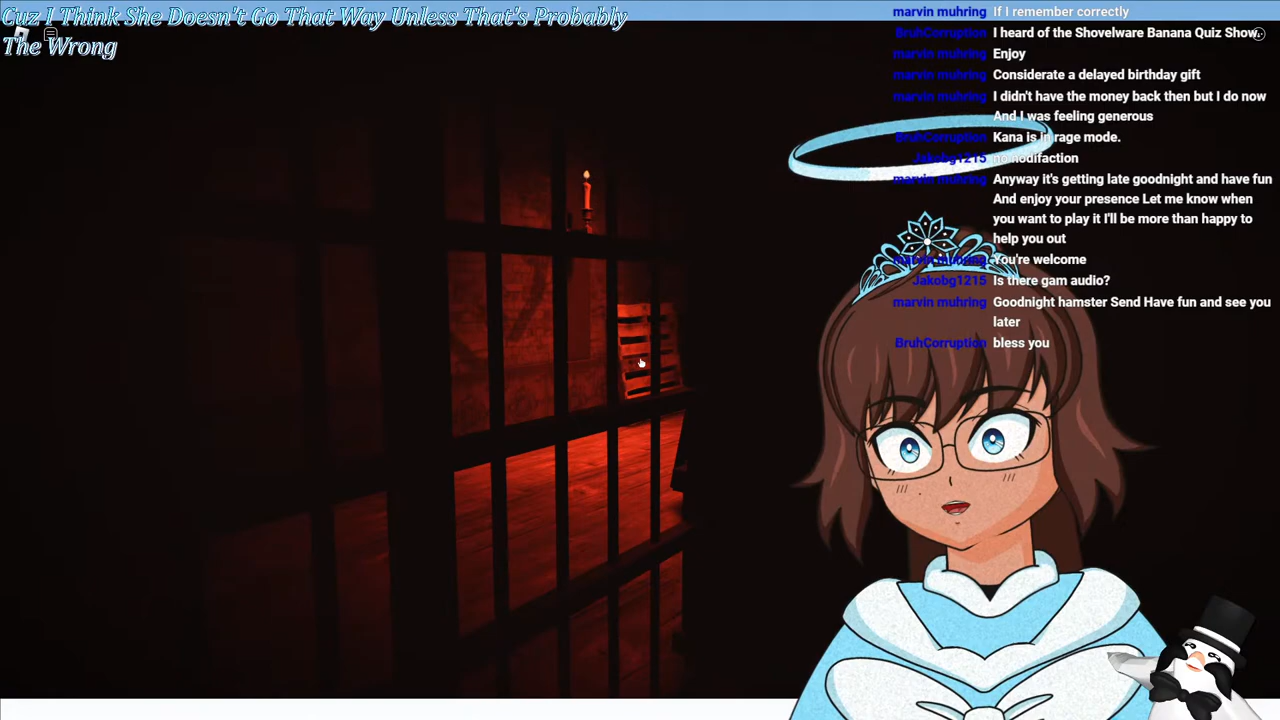 Cuz I Think She Doesn't Go That Way Unless That's Probably
The Wrong
marvin muhring If I remember correctly
BruhCorruption I heard of the Shovelware Banana Quiz Show.
marvin muhring Enjoy
marvin muhring Considerate a delayed birthday gift
marvin muhring I didn't have the money back then but I do now
And I was feeling generous
BruhCorruption Kana is in rage mode.
Jakobg1215 no nodifaction
marvin muhring Anyway it's getting late goodnight and have fun
And enjoy your presence Let me know when
you want to play it I'll be more than happy to
help you out
marvin muhring You're welcome
Jakobg1215 Is there gam audio?
marvin muhring Goodnight hamster Send Have fun and see you
later
BruhCorruption bless you